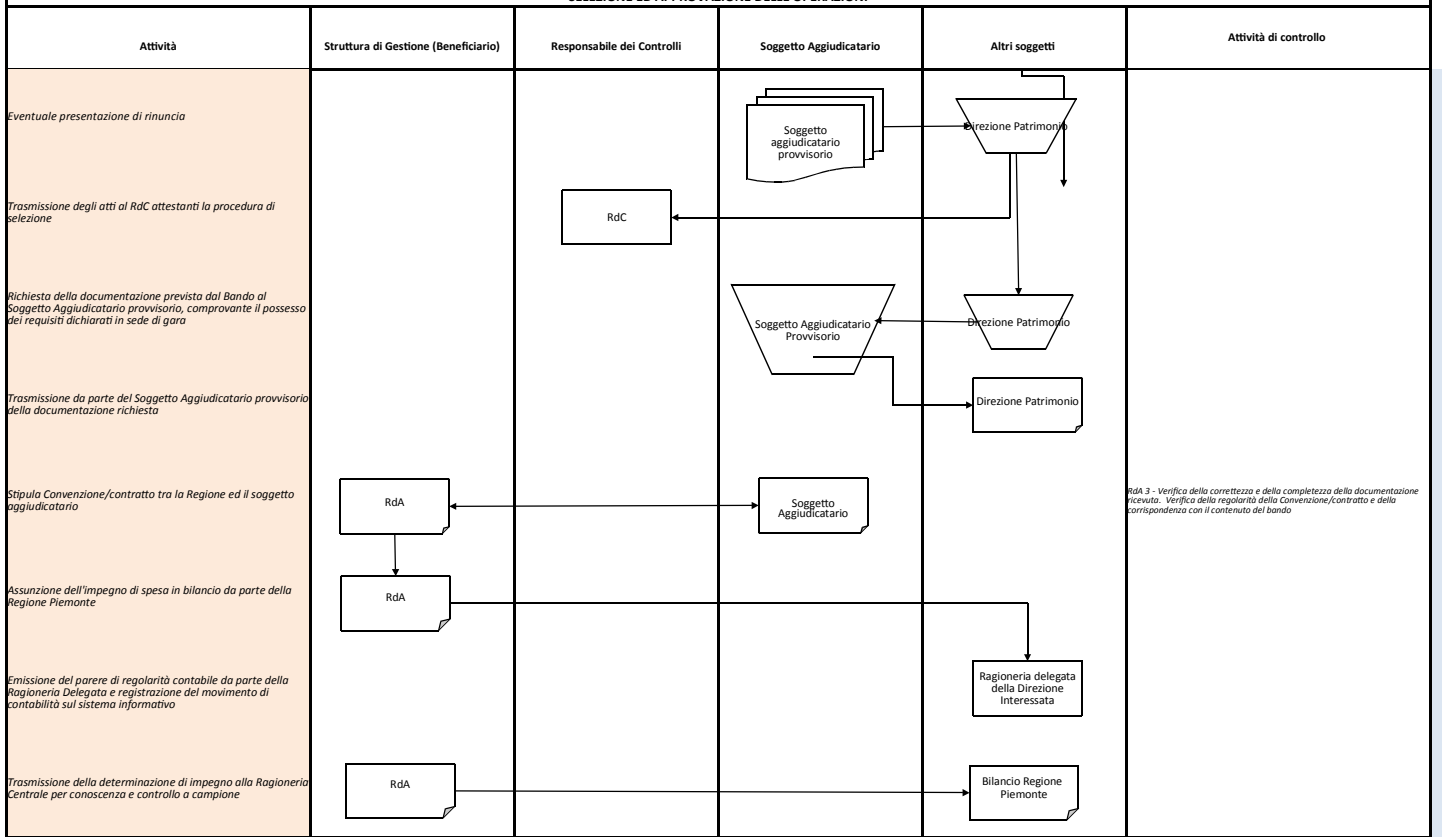 SELEZIONE ED APPROVAZIONE DELLE OPERAZIONI
Attività
Struttura di Gestione (Beneficiario)
Responsabile dei Controlli
Soggetto Aggiudicatario
Altri soggetti
Attività di controllo
Eventuale presentazione di rinuncia
Soggetto
aggiudicatario
provvisorio
Direzione Patrimonio
Trasmissione degli atti al RdC attestanti la procedura di
selezione
RdC
Richiesta della documentazione prevista dal Bando al
Soggetto Aggiudicatario provvisorio, comprovante il possesso
dei requisiti dichiarati in sede di gara
Soggetto Aggiudicatario
Provvisorio
Direzione Patrimonio
Trasmissione da parte del Soggetto Aggiudicatario provvisorio
della documentazione richiesta
Direzione Patrimonio
Stipula Convenzione/contratto tra la Regione ed il soggetto
aggiudicatario
RdA
Soggetto
Aggiudicatario
RdA 3 - Verifica della correttezza e della completezza della documentazione
ricevuta. Verifica della regolarità della Convenzione/contratto e della
corrispondenza con il contenuto del bando
Assunzione dell'impegno di spesa in bilancio da parte della
Regione Piemonte
RdA
Emissione del parere di regolarità contabile da parte della
Ragioneria Delegata e registrazione del movimento di
contabilità sul sistema informativo
Ragioneria delegata
della Direzione
Interessata
Trasmissione della determinazione di impegno alla Ragioneria
Centrale per conoscenza e controllo a campione
RdA
Bilancio Regione
Piemonte